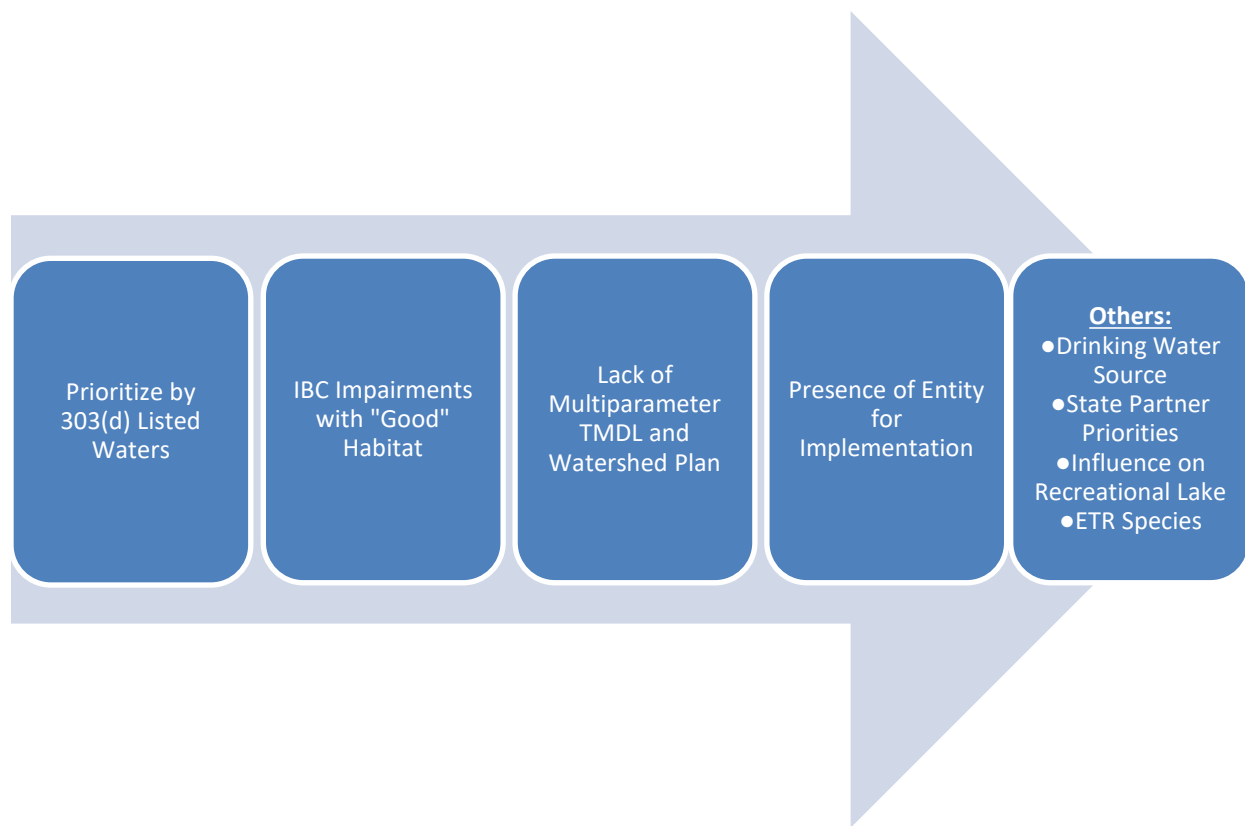 Prioritize by
303(d) Listed
Waters
IBC Impairments
with "Good"
Habitat
Lack of
Multiparameter
TMDL and
Watershed Plan
Presence of Entity
for
Implementation
Others:
●Drinking Water
Source
●State Partner
Priorities
●Influence on
Recreational Lake
●ETR Species